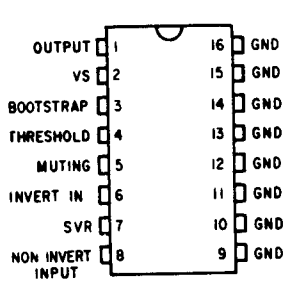 OUTPUT 1 16 GND
VS 2 15 GND
BOOTSTRAP 3 14 GND
THRESHOLD 4 13 GND
MUTING 5 12 GND
INVERT IN 6 11 GND
SVR 7 10 GND
NON INVERT INPUT 8 9 GND